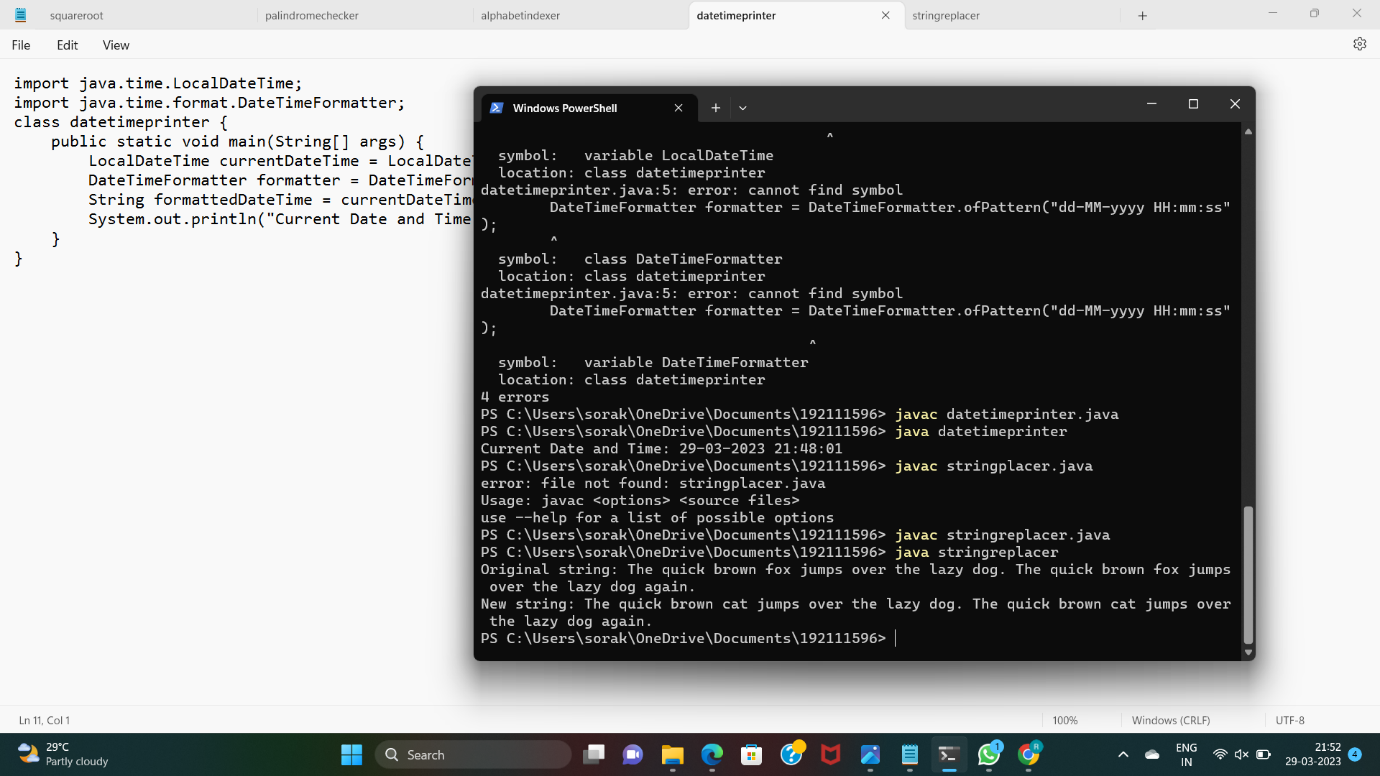 squareroot
palindromechecker
alphabetindexer
datetimeprinter
stringreplacer
File Edit View
import java.time.LocalDateTime;
import java.time.format.DateTimeFormatter;
class datetimeprinter {
public static void main(String[] args) {
LocalDateTime currentDateTime = LocalDate
DateTimeFormatter formatter =
String formattedDateTime =
System.out.println("Current Date and Time
}
}
Windows PowerShell
^
symbol: variable LocalDateTime
location: class datetimeprinter
datetimeprinter.java:5: error: cannot find symbol
DateTimeFormatter formatter = DateTimeFormatter.ofPattern("dd-MM-yyyy HH:mm:ss"
);
^
symbol: class DateTimeFormatter
location: class datetimeprinter
datetimeprinter.java:5: error: cannot find symbol
DateTimeFormatter formatter = DateTimeFormatter.ofPattern("dd-MM-yyyy HH:mm:ss"
);
^
symbol: variable DateTimeFormatter
location: class datetimeprinter
4 errors
PS C:\Users\sorak\OneDrive\Documents\192111596> javac datetimeprinter.java
PS C:\Users\sorak\OneDrive\Documents\192111596> java datetimeprinter
Current Date and Time: 29-03-2023 21:48:01
PS C:\Users\sorak\OneDrive\Documents\192111596> javac stringplacer.java
error: file not found: stringplacer.java
Usage: javac <options> <source files>
use --help for a list of possible options
PS C:\Users\sorak\OneDrive\Documents\192111596> javac stringreplacer.java
PS C:\Users\sorak\OneDrive\Documents\192111596> java stringreplacer
Original string: The quick brown fox jumps over the lazy dog. The quick brown fox jumps
over the lazy dog again.
New string: The quick brown cat jumps over the lazy dog. The quick brown cat jumps over
the lazy dog again.
PS C:\Users\sorak\OneDrive\Documents\192111596>
Ln 11, Col 1
100%
Windows (CRLF)
UTF-8
29°C
Partly cloudy
Search
1
R
ENG
IN
21:52
29-03-2023
4